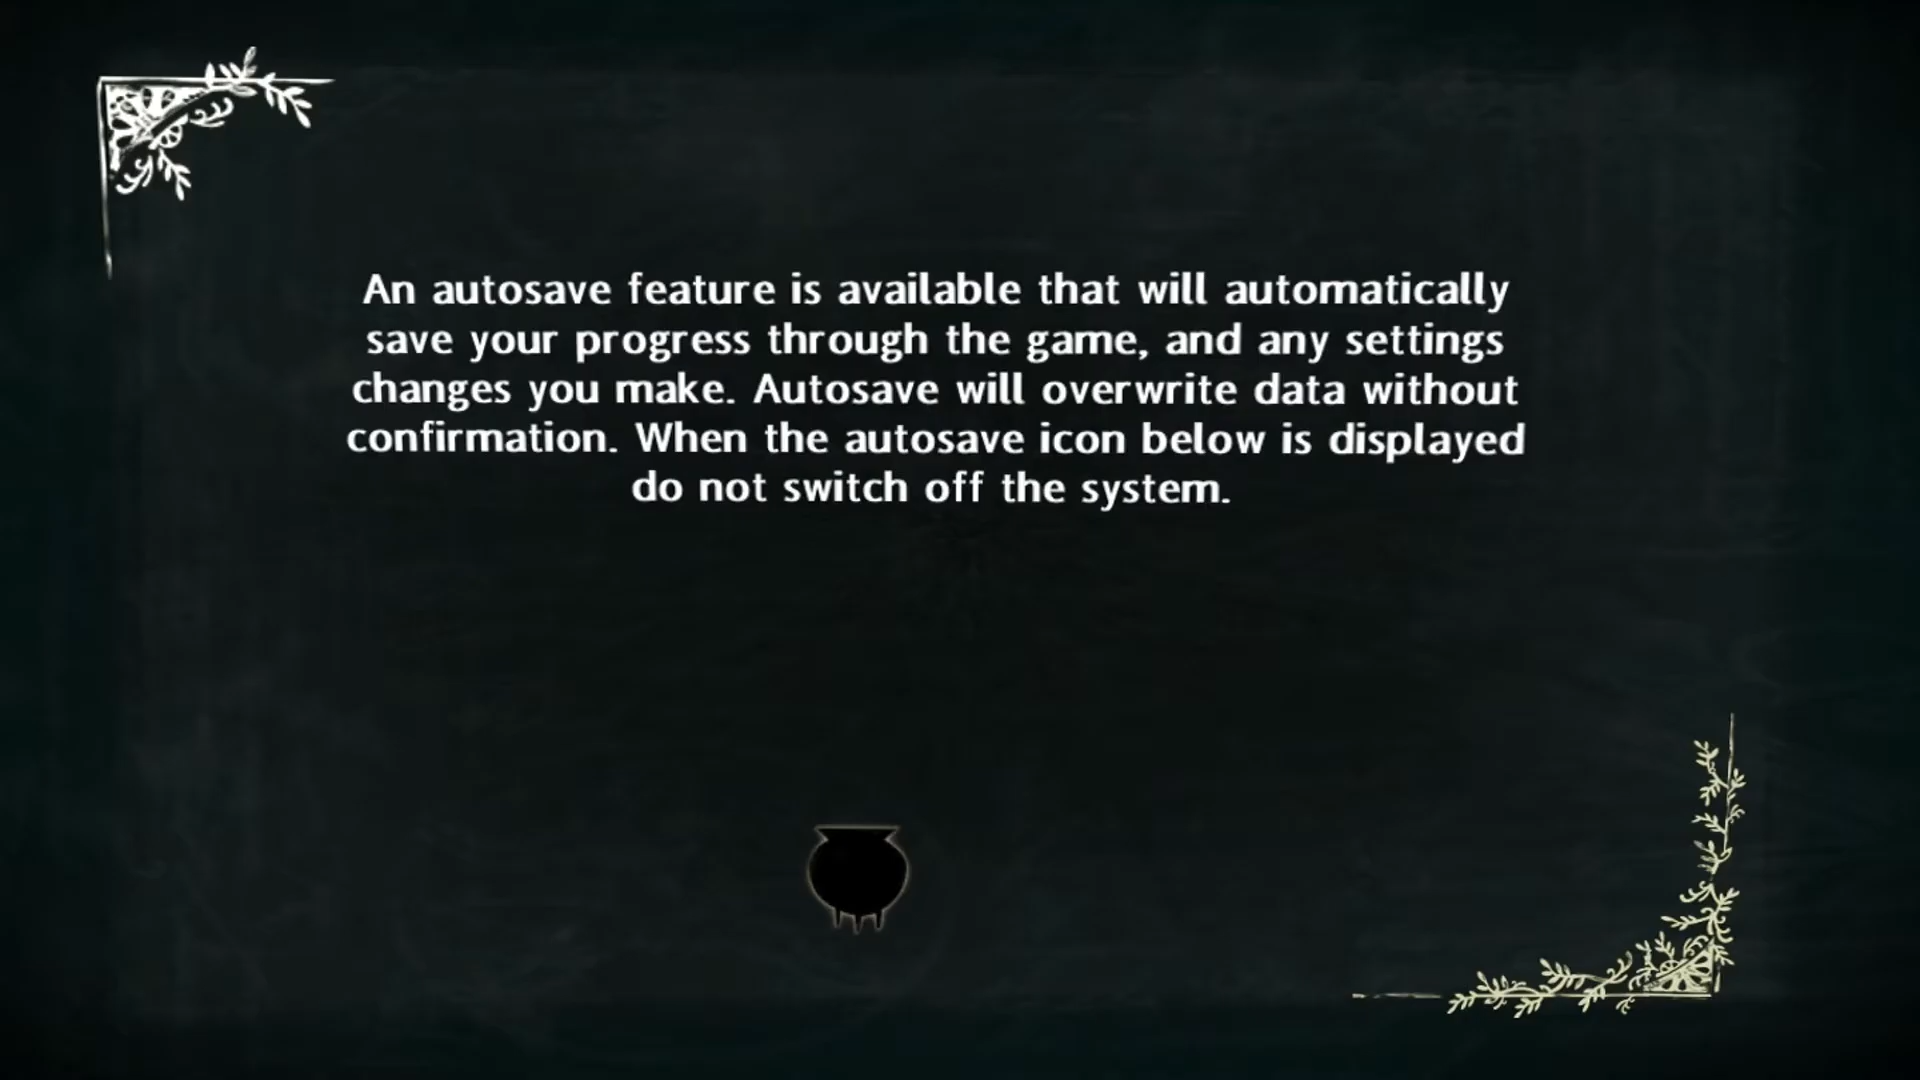 An autosave feature is available that will automatically
save your progress through the game, and any settings
changes you make. Autosave will overwrite data without
confirmation. When the autosave icon below is displayed
do not switch off the system.